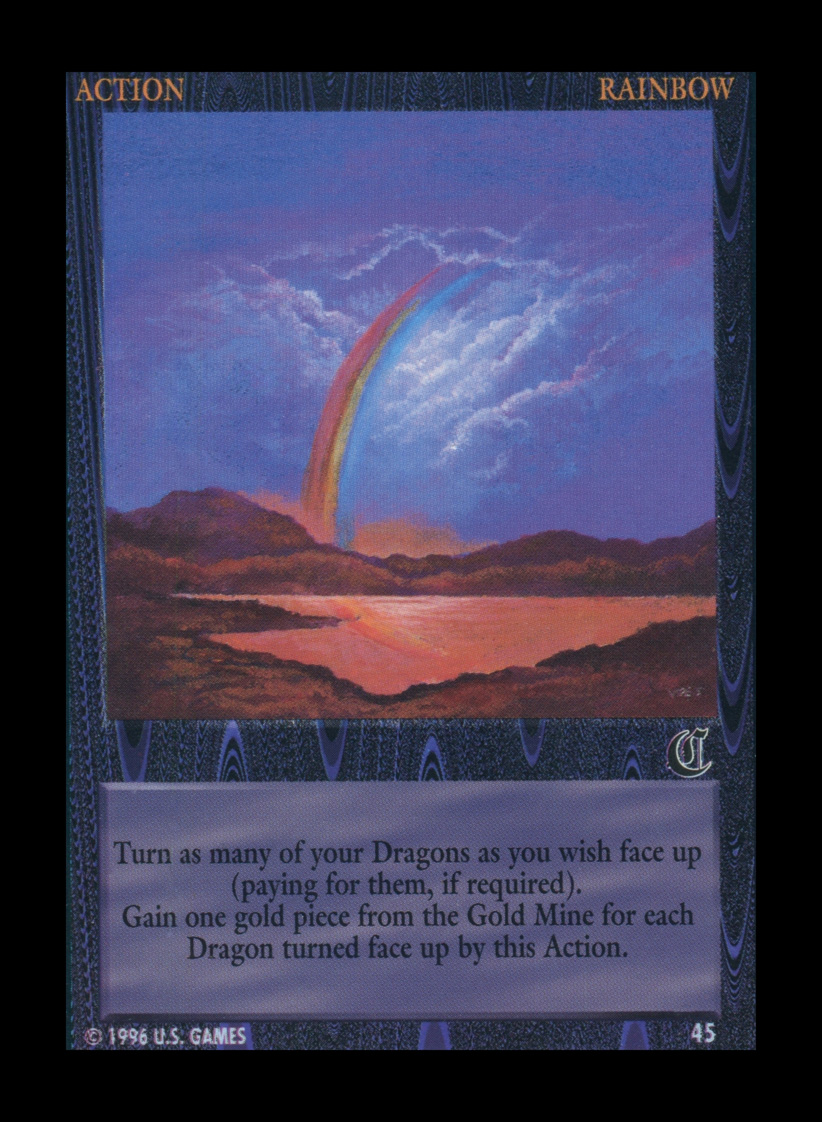 ACTION RAINBOW
C
Turn as many of your Dragons as you wish face up
(paying for them, if required).
Gain one gold piece from the Gold Mine for each
Dragon turned face up by this Action.
© 1996 U.S. GAMES 45